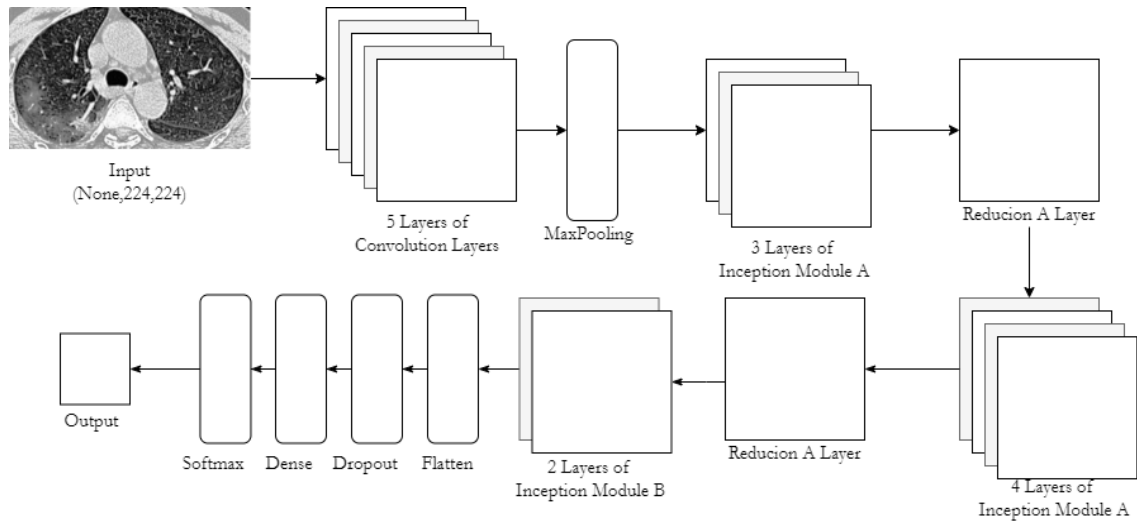 Input
(None,224,224)
5 Layers of
Convolution Layers
MaxPooling
3 Layers of
Inception Module A
Reducion A Layer
4 Layers of
Inception Module A
Reducion A Layer
2 Layers of
Inception Module B
Flatten
Dropout
Dense
Softmax
Output